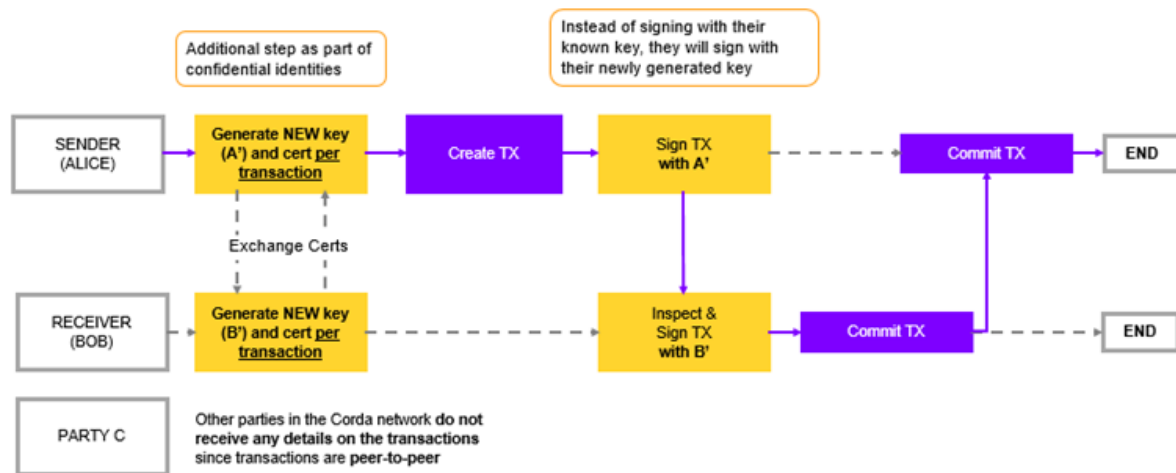 Additional step as part of
confidential identities
Instead of signing with their
known key, they will sign with
their newly generated key
SENDER
(ALICE)
Generate NEW key
(A') and cert per
transaction
Create TX
Sign TX
with A'
Commit TX
END
Exchange Certs
RECEIVER
(BOB)
Generate NEW key
(B') and cert per
transaction
Inspect &
Sign TX
with B'
Commit TX
END
PARTY C
Other parties in the Corda network do not
receive any details on the transactions
since transactions are peer-to-peer